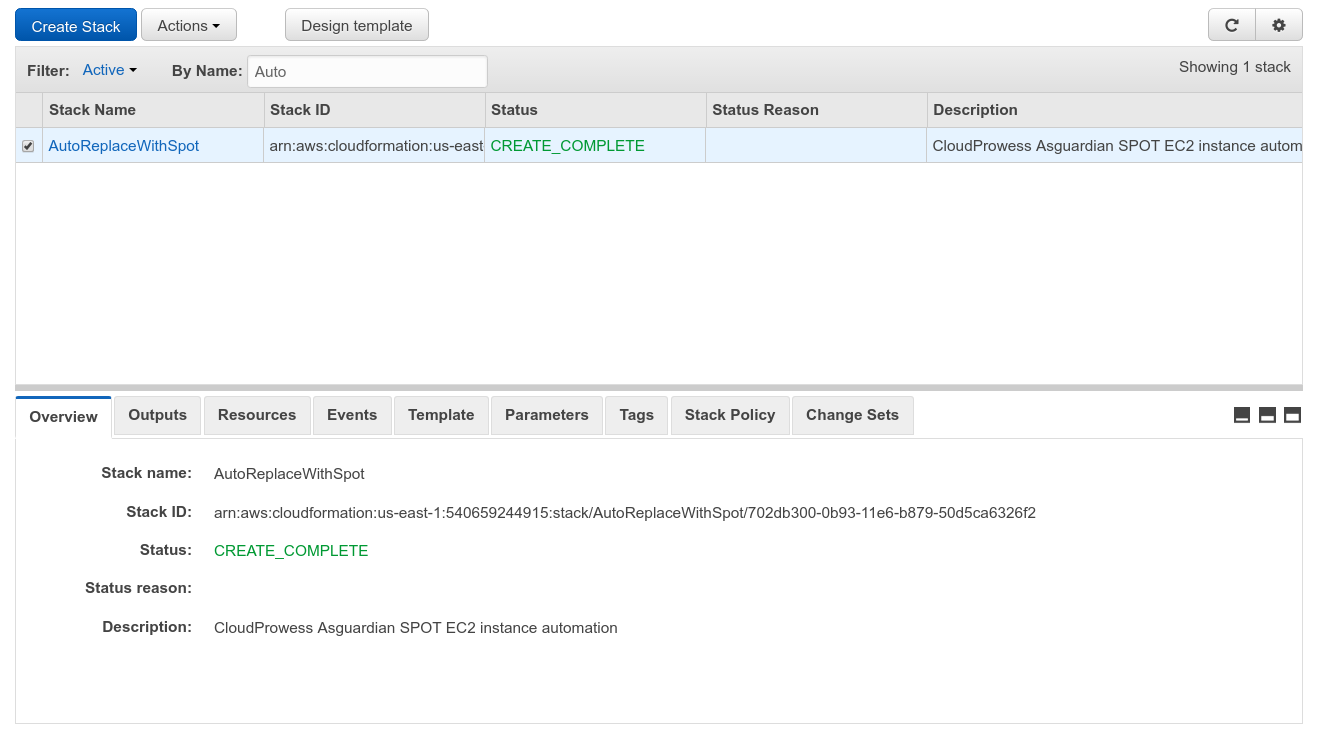 Create Stack Actions Design template
Filter: Active By Name: Auto Showing 1 stack
Stack Name Stack ID Status Status Reason Description
AutoReplaceWithSpot arn:aws:cloudformation:us-east CREATE_COMPLETE CloudProwess Asguardian SPOT EC2 instance autom
Overview Outputs Resources Events Template Parameters Tags Stack Policy Change Sets
Stack name: AutoReplaceWithSpot
Stack ID: arn:aws:cloudformation:us-east-1:540659244915:stack/AutoReplaceWithSpot/702db300-0b93-11e6-b879-50d5ca6326f2
Status: CREATE_COMPLETE
Status reason:
Description: CloudProwess Asguardian SPOT EC2 instance automation